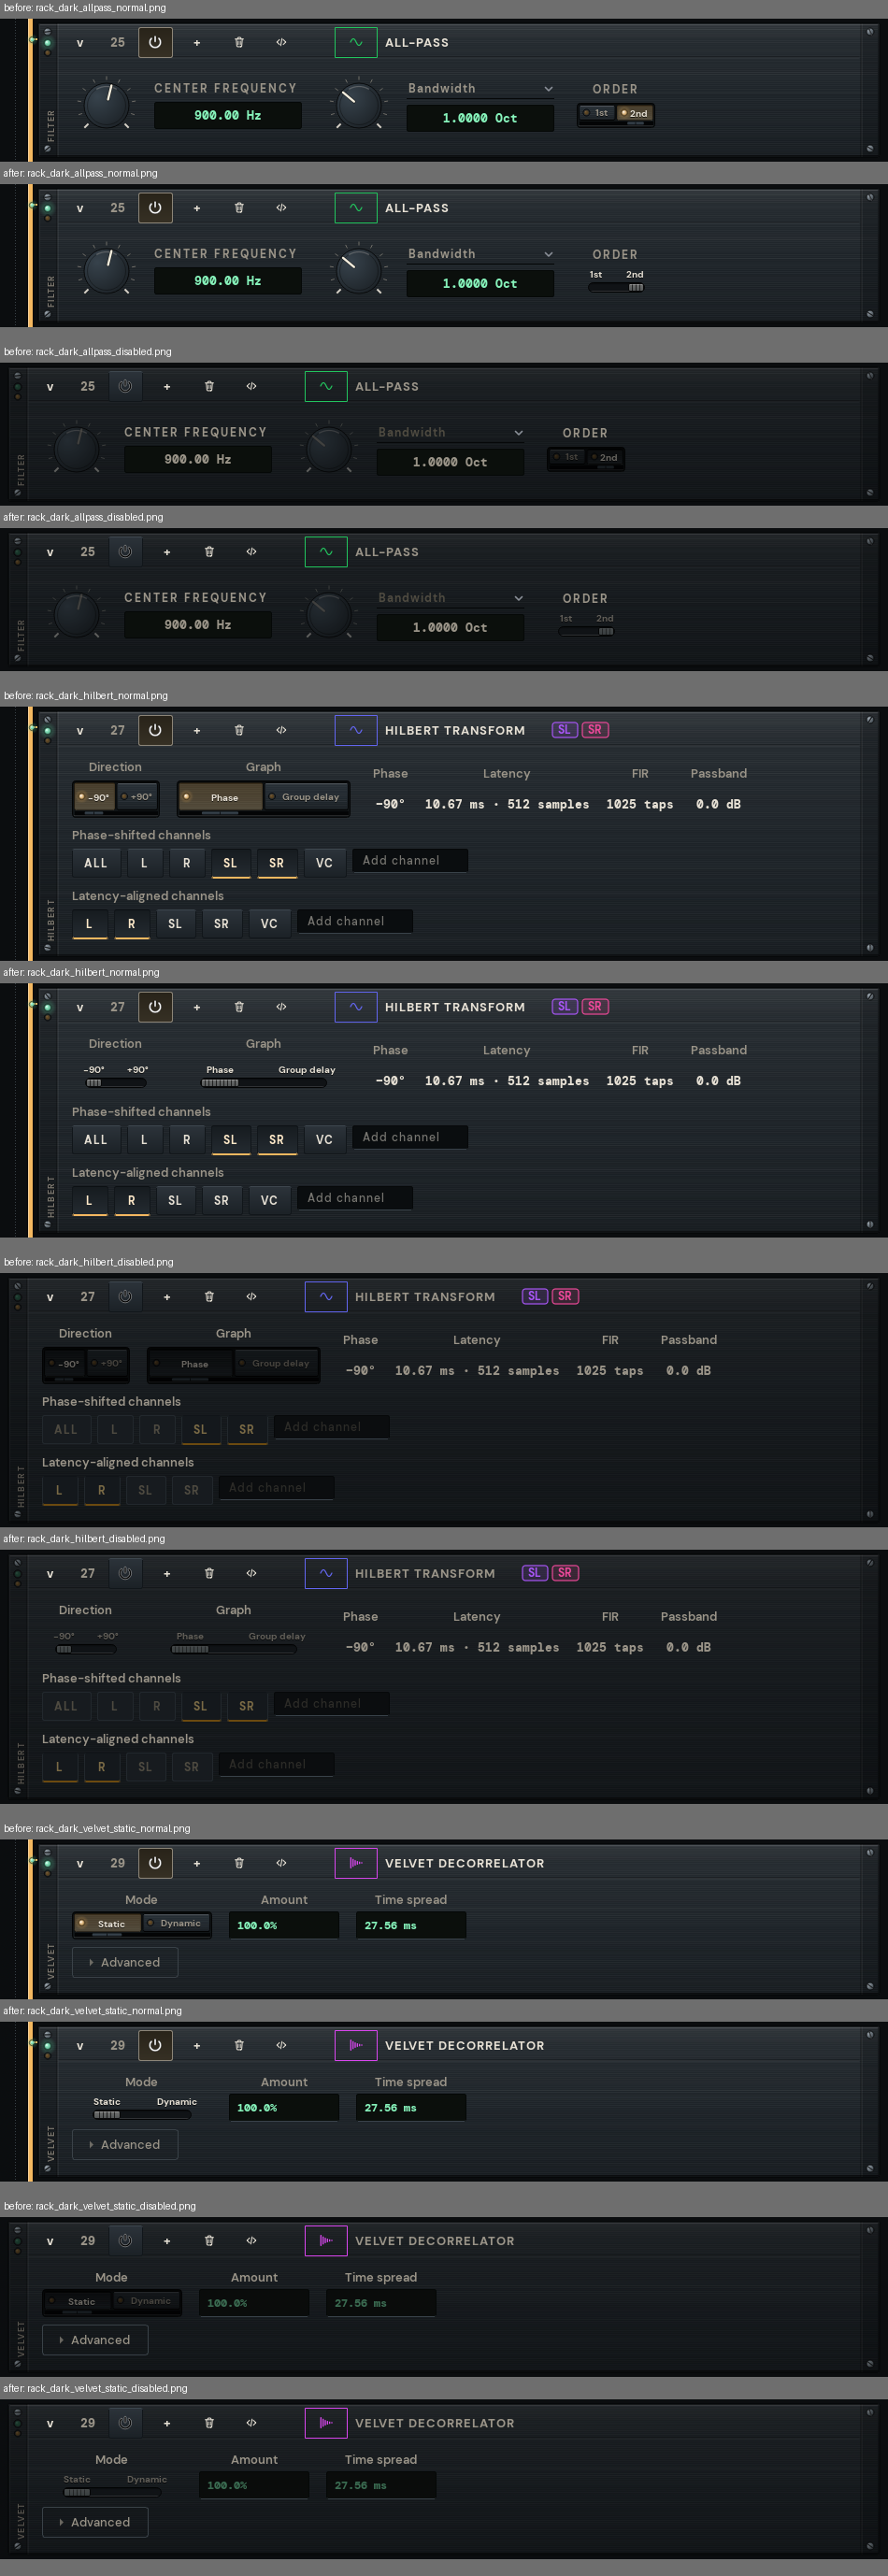 before: rack_dark_allpass_normal.png
v 25 + </> ALL-PASS
CENTER FREQUENCY Bandwidth ORDER
900.00 Hz 1.0000 Oct 1st 2nd
FILTER
after: rack_dark_allpass_normal.png
v 25 + </> ALL-PASS
CENTER FREQUENCY Bandwidth ORDER
900.00 Hz 1.0000 Oct 1st 2nd
FILTER
before: rack_dark_allpass_disabled.png
v 25 + </> ALL-PASS
CENTER FREQUENCY Bandwidth ORDER
900.00 Hz 1.0000 Oct 1st 2nd
FILTER
after: rack_dark_allpass_disabled.png
v 25 + </> ALL-PASS
CENTER FREQUENCY Bandwidth ORDER
900.00 Hz 1.0000 Oct 1st 2nd
FILTER
before: rack_dark_hilbert_normal.png
v 27 + </> HILBERT TRANSFORM SL SR
Direction Graph Phase Latency FIR Passband
-90° +90° Phase Group delay -90° 10.67 ms · 512 samples 1025 taps 0.0 dB
Phase-shifted channels
ALL L R SL SR VC Add channel
Latency-aligned channels
L R SL SR VC Add channel
HILBERT
after: rack_dark_hilbert_normal.png
v 27 + </> HILBERT TRANSFORM SL SR
Direction Graph Phase Latency FIR Passband
-90° +90° Phase Group delay -90° 10.67 ms · 512 samples 1025 taps 0.0 dB
Phase-shifted channels
ALL L R SL SR VC Add channel
Latency-aligned channels
L R SL SR VC Add channel
HILBERT
before: rack_dark_hilbert_disabled.png
v 27 + </> HILBERT TRANSFORM SL SR
Direction Graph Phase Latency FIR Passband
-90° +90° Phase Group delay -90° 10.67 ms · 512 samples 1025 taps 0.0 dB
Phase-shifted channels
ALL L R SL SR Add channel
Latency-aligned channels
L R SL SR Add channel
HILBERT
after: rack_dark_hilbert_disabled.png
v 27 + </> HILBERT TRANSFORM SL SR
Direction Graph Phase Latency FIR Passband
-90° +90° Phase Group delay -90° 10.67 ms · 512 samples 1025 taps 0.0 dB
Phase-shifted channels
ALL L R SL SR Add channel
Latency-aligned channels
L R SL SR Add channel
HILBERT
before: rack_dark_velvet_static_normal.png
v 29 + </> VELVET DECORRELATOR
Mode Amount Time spread
Static Dynamic 100.0% 27.56 ms
Advanced
VELVET
after: rack_dark_velvet_static_normal.png
v 29 + </> VELVET DECORRELATOR
Mode Amount Time spread
Static Dynamic 100.0% 27.56 ms
Advanced
VELVET
before: rack_dark_velvet_static_disabled.png
v 29 + </> VELVET DECORRELATOR
Mode Amount Time spread
Static Dynamic 100.0% 27.56 ms
Advanced
VELVET
after: rack_dark_velvet_static_disabled.png
v 29 + </> VELVET DECORRELATOR
Mode Amount Time spread
Static Dynamic 100.0% 27.56 ms
Advanced
VELVET